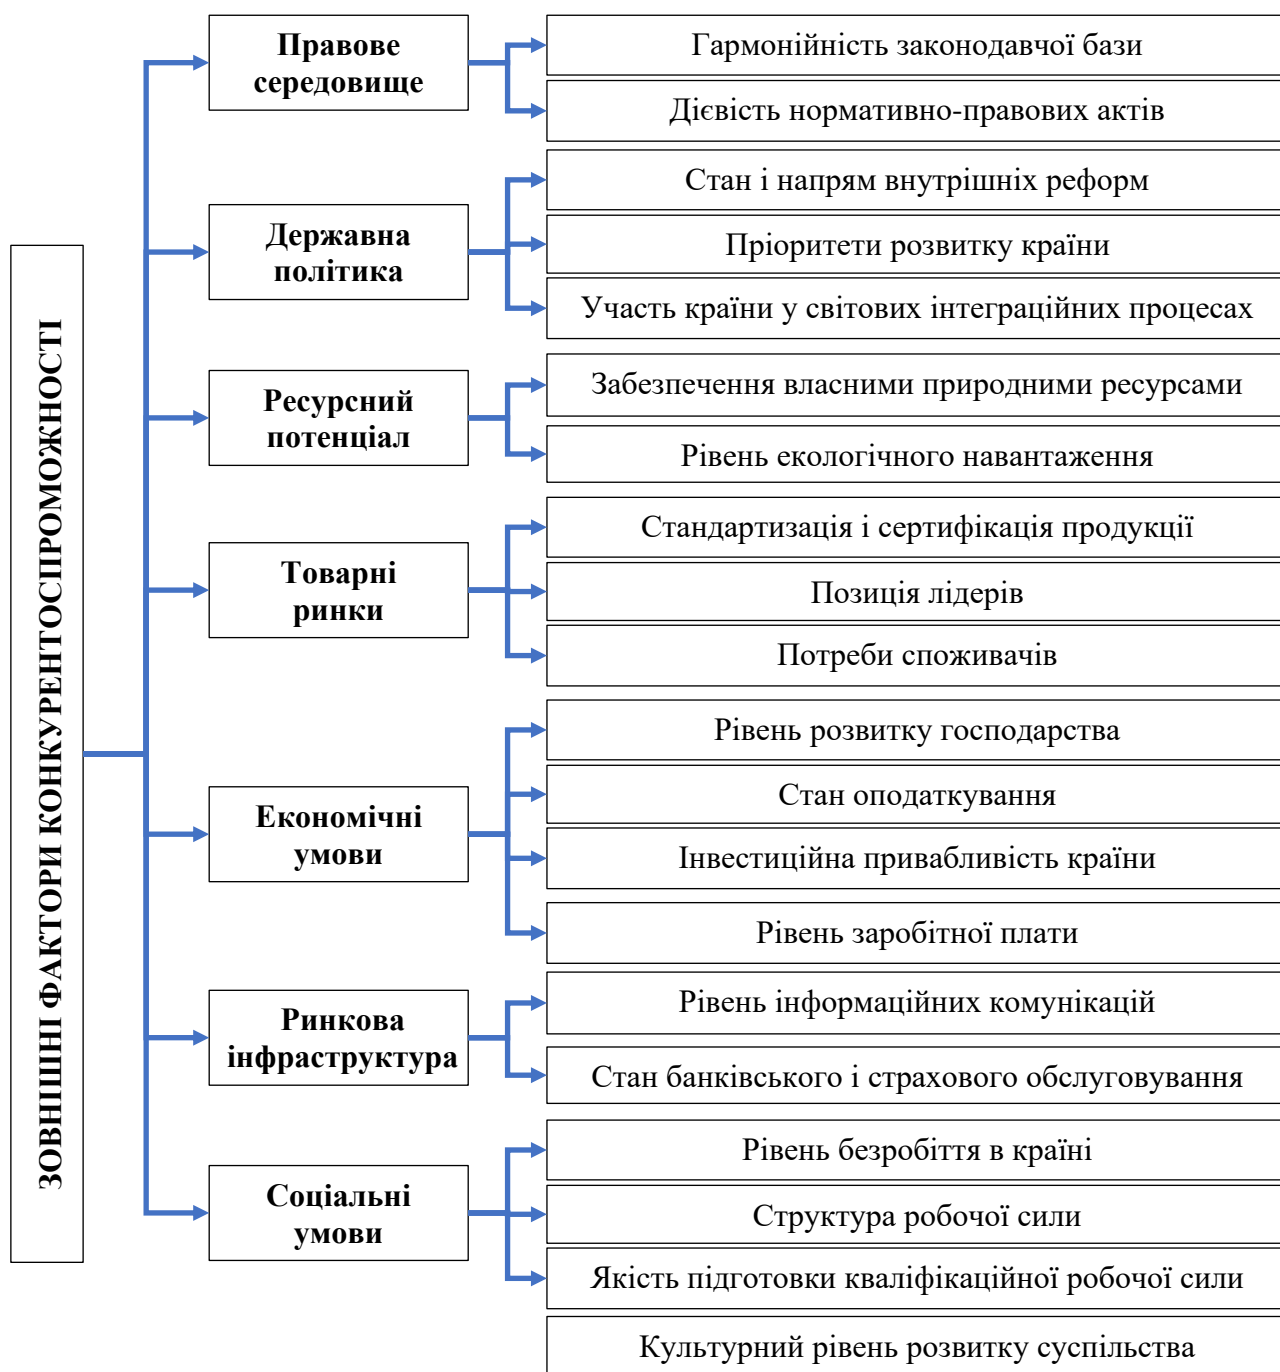 ЗОВНІШНІ ФАКТОРИ КОНКУРЕНТОСПРОМОЖНОСТІ
Правове
середовище
Гармонійність законодавчої бази
Дієвість нормативно-правових актів
Державна
політика
Стан і напрям внутрішніх реформ
Пріоритети розвитку країни
Участь країни у світових інтеграційних процесах
Ресурсний
потенціал
Забезпечення власними природними ресурсами
Рівень екологічного навантаження
Товарні
ринки
Стандартизація і сертифікація продукції
Позиція лідерів
Потреби споживачів
Економічні
умови
Рівень розвитку господарства
Стан оподаткування
Інвестиційна привабливість країни
Рівень заробітної плати
Ринкова
інфраструктура
Рівень інформаційних комунікацій
Стан банківського і страхового обслуговування
Соціальні
умови
Рівень безробіття в країні
Структура робочої сили
Якість підготовки кваліфікаційної робочої сили
Культурний рівень розвитку суспільства